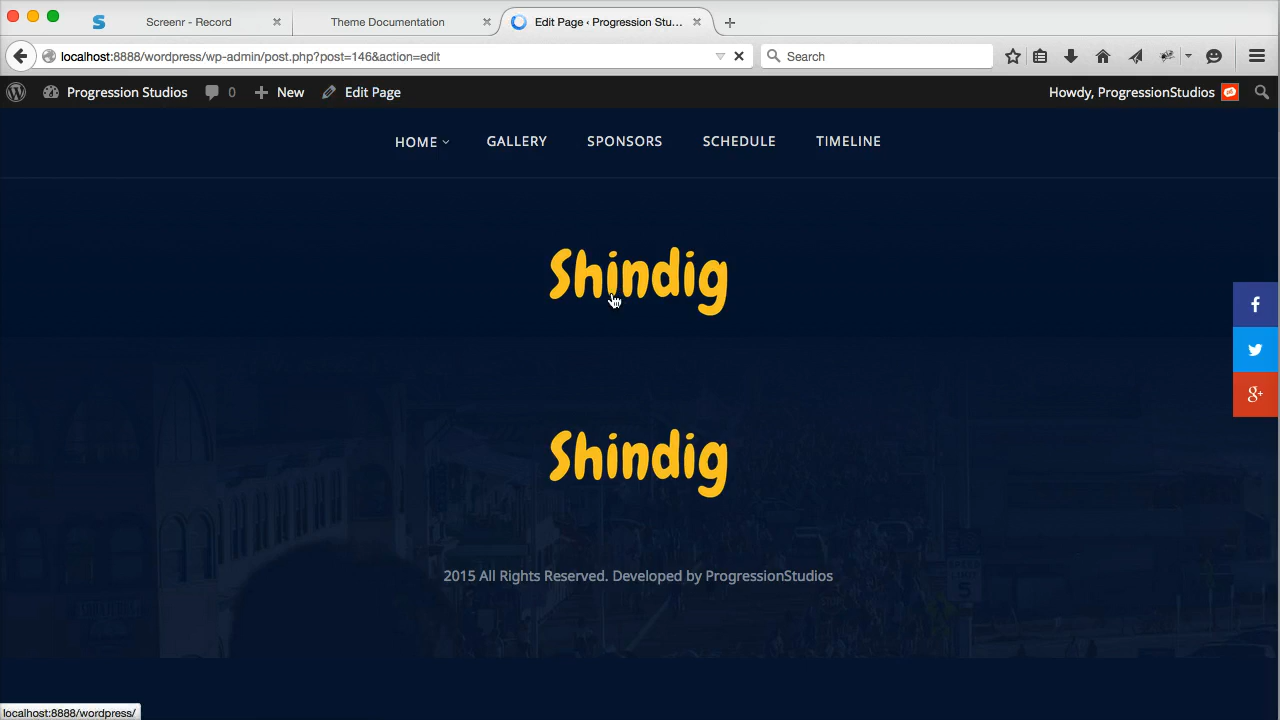 Screenr - Record
Theme Documentation
Edit Page ‹ Progression Stu...
localhost:8888/wordpress/wp-admin/post.php?post=146&action=edit
Search
Progression Studios
0
New
Edit Page
Howdy, ProgressionStudios
HOME
GALLERY
SPONSORS
SCHEDULE
TIMELINE
Shindig
Shindig
SPEED
5
2015 All Rights Reserved. Developed by ProgressionStudios
localhost:8888/wordpress/